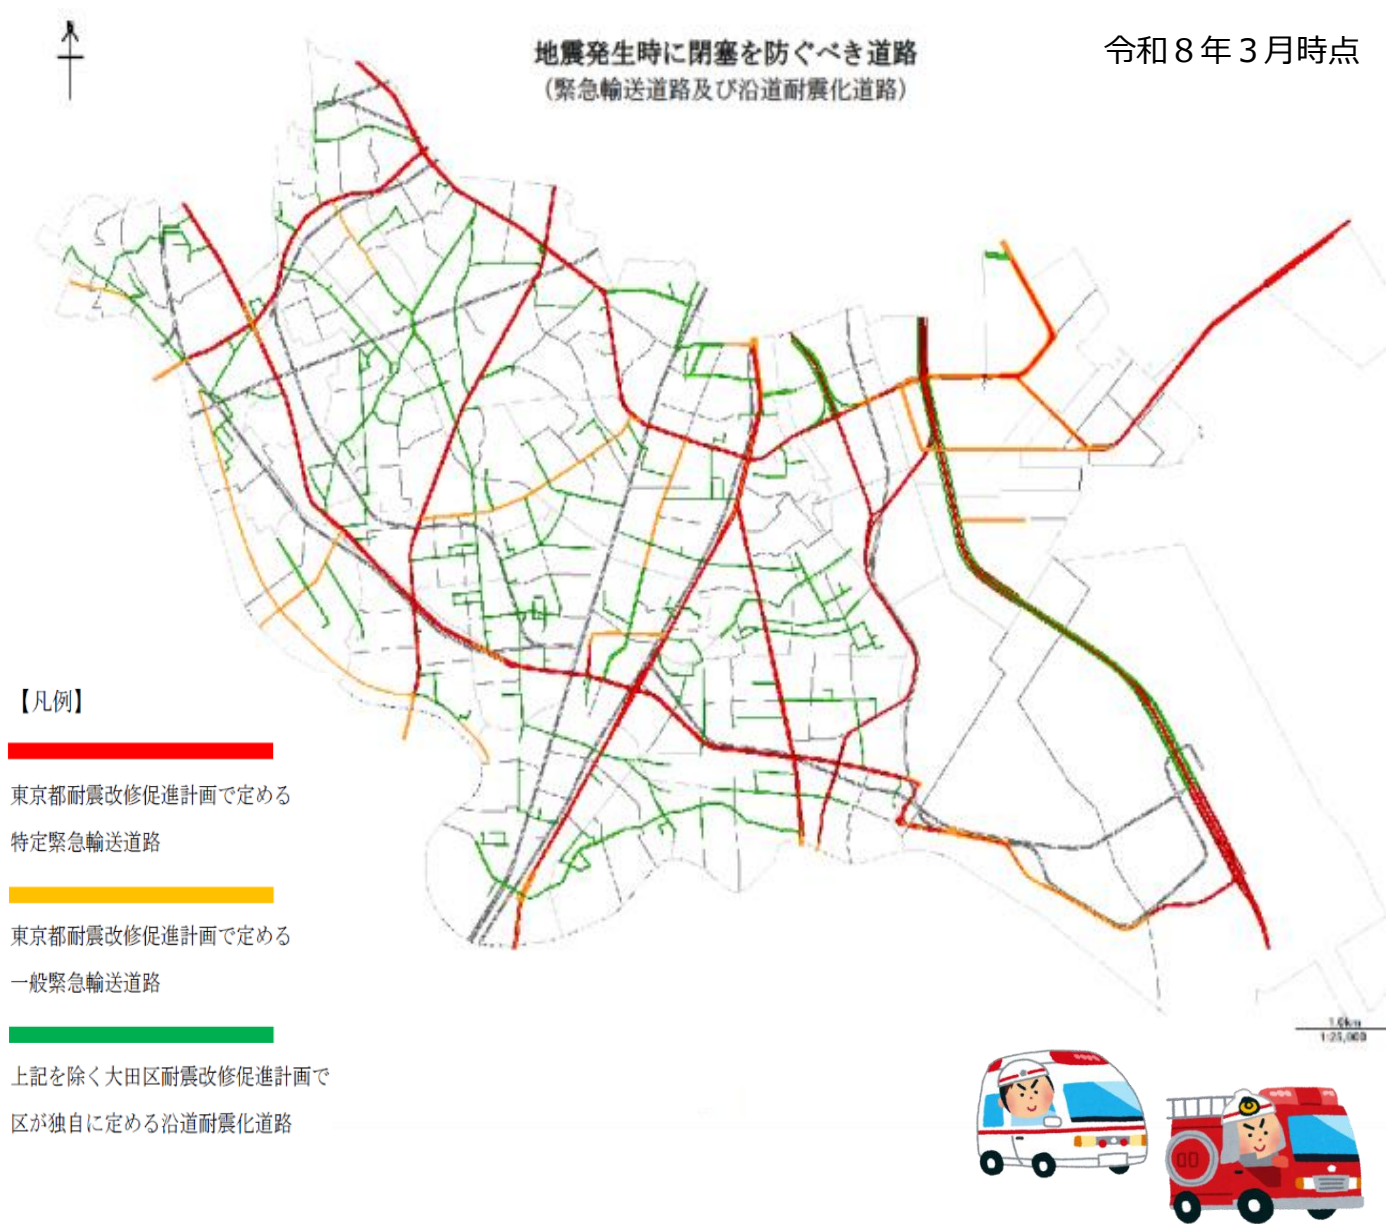 地震発生時に閉塞を防ぐべき道路
（緊急輸送道路及び沿道耐震化道路）
令和８年３月時点
【凡例】
東京都耐震改修促進計画で定める
特定緊急輸送道路
東京都耐震改修促進計画で定める
一般緊急輸送道路
上記を除く大田区耐震改修促進計画で
区が独自に定める沿道耐震化道路
1.0km
1:25,000